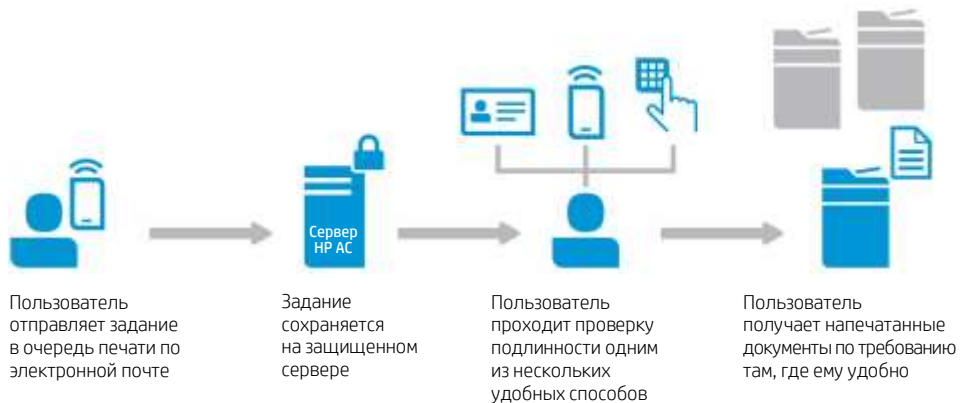 Сервер
HP AC
Пользователь
отправляет задание
в очередь печати по
электронной почте
Задание
сохраняется
на защищенном
сервере
Пользователь
проходит проверку
подлинности одним
из нескольких
удобных способов
Пользователь
получает напечатанные
документы по требованию
там, где ему удобно